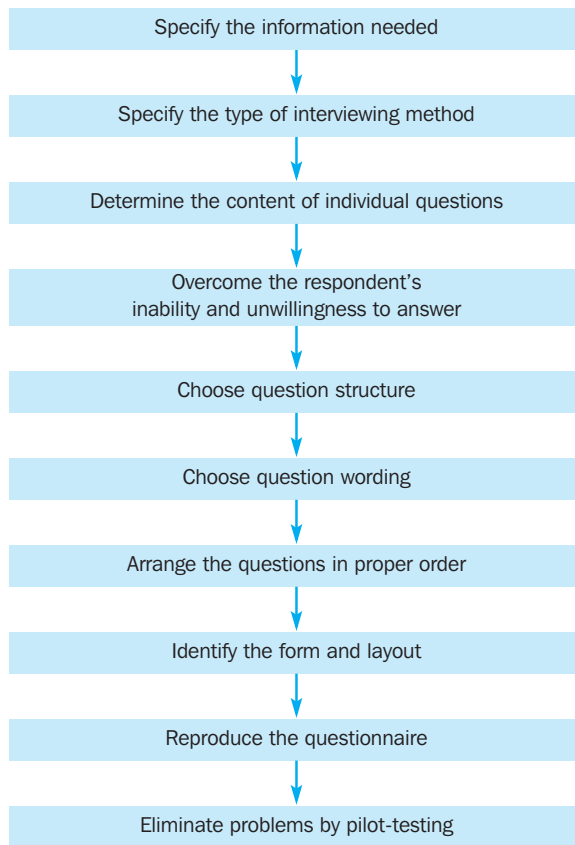 Specify the information needed
Specify the type of interviewing method
Determine the content of individual questions
Overcome the respondent’s
inability and unwillingness to answer
Choose question structure
Choose question wording
Arrange the questions in proper order
Identify the form and layout
Reproduce the questionnaire
Eliminate problems by pilot-testing